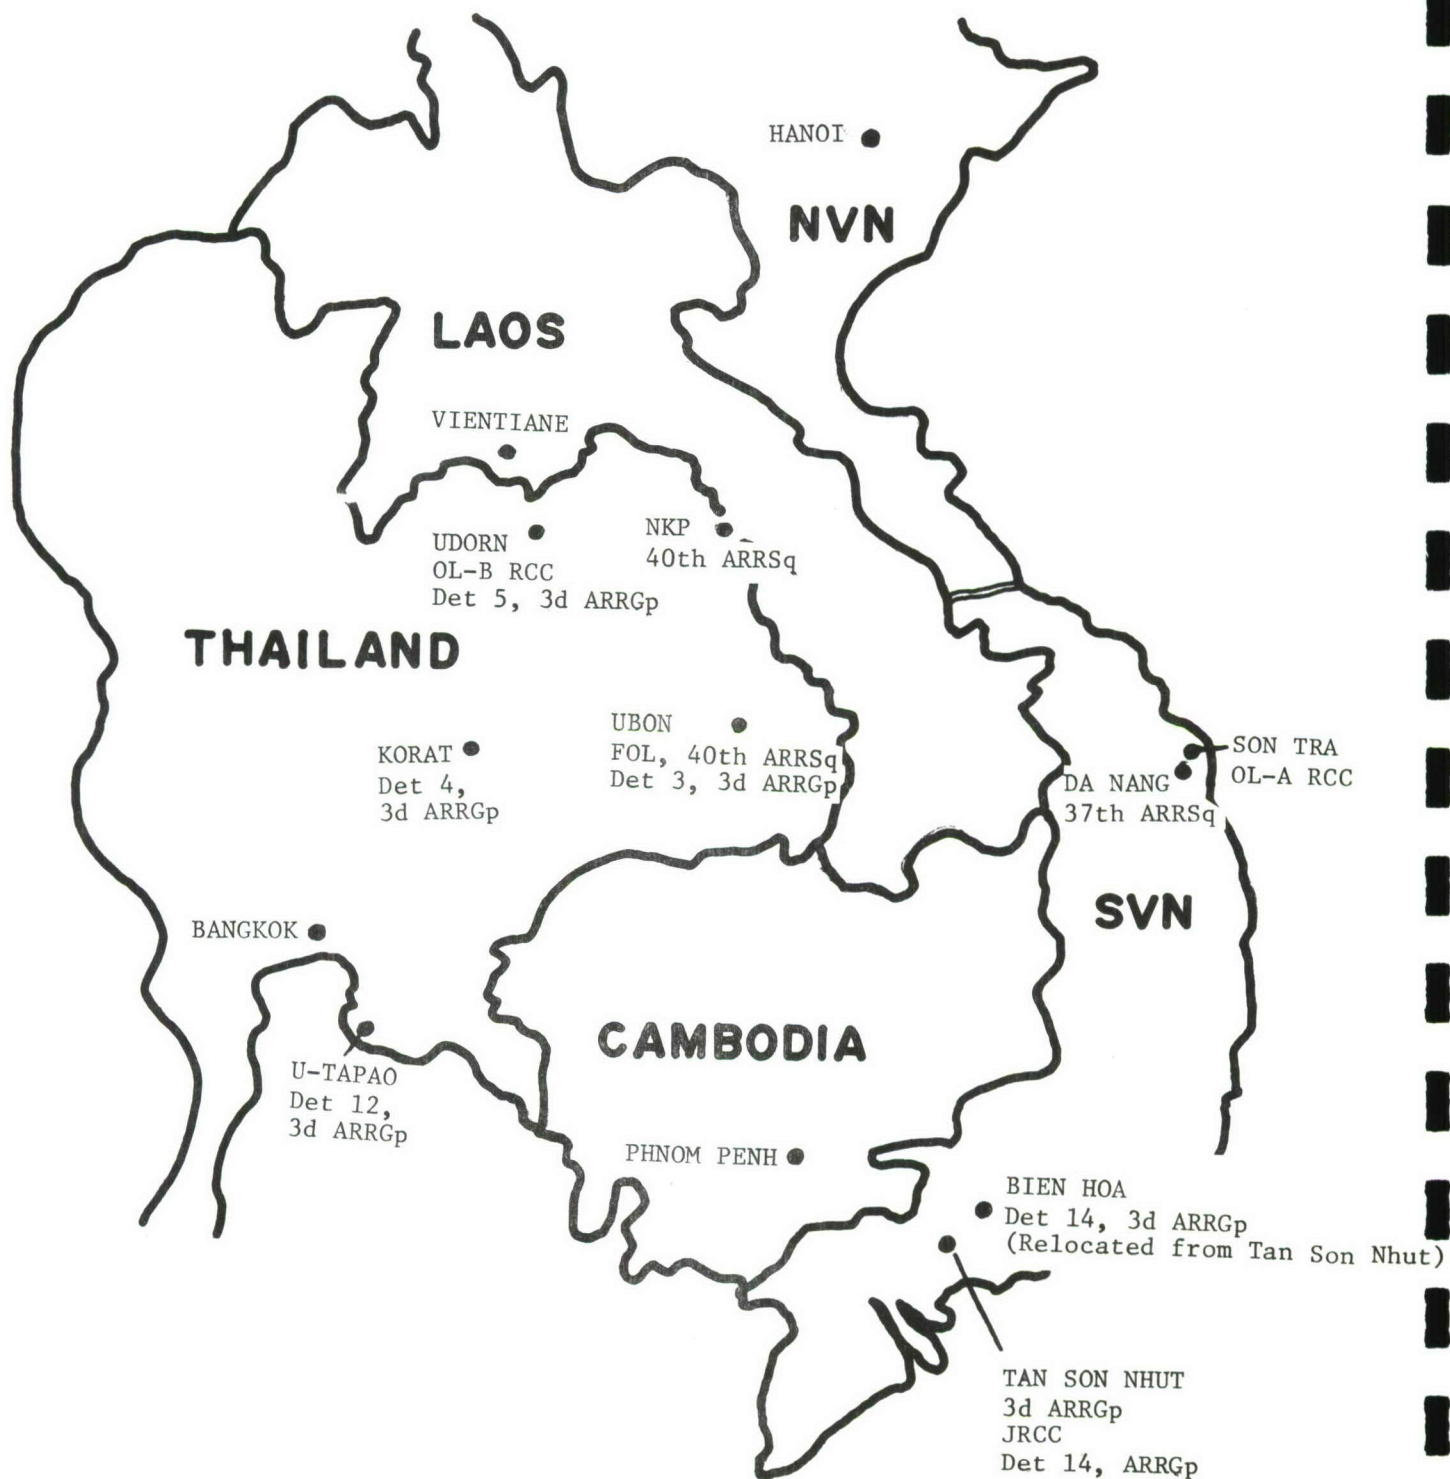 HANOI
NVN
LAOS
VIENTIANE
UDORN
OL-B RCC
Det 5, 3d ARRGp
NKP
40th ARRSq
THAILAND
UBON
FOL, 40th ARRSq
Det 3, 3d ARRGp
KORAT
Det 4,
3d ARRGp
SON TRA
OL-A RCC
DA NANG
37th ARRSq
SVN
BANGKOK
CAMBODIA
U-TAPAO
Det 12,
3d ARRGp
PHNOM PENH
BIEN HOA
Det 14, 3d ARRGp
(Relocated from Tan Son Nhut)
TAN SON NHUT
3d ARRGp
JRCC
Det 14, ARRGp